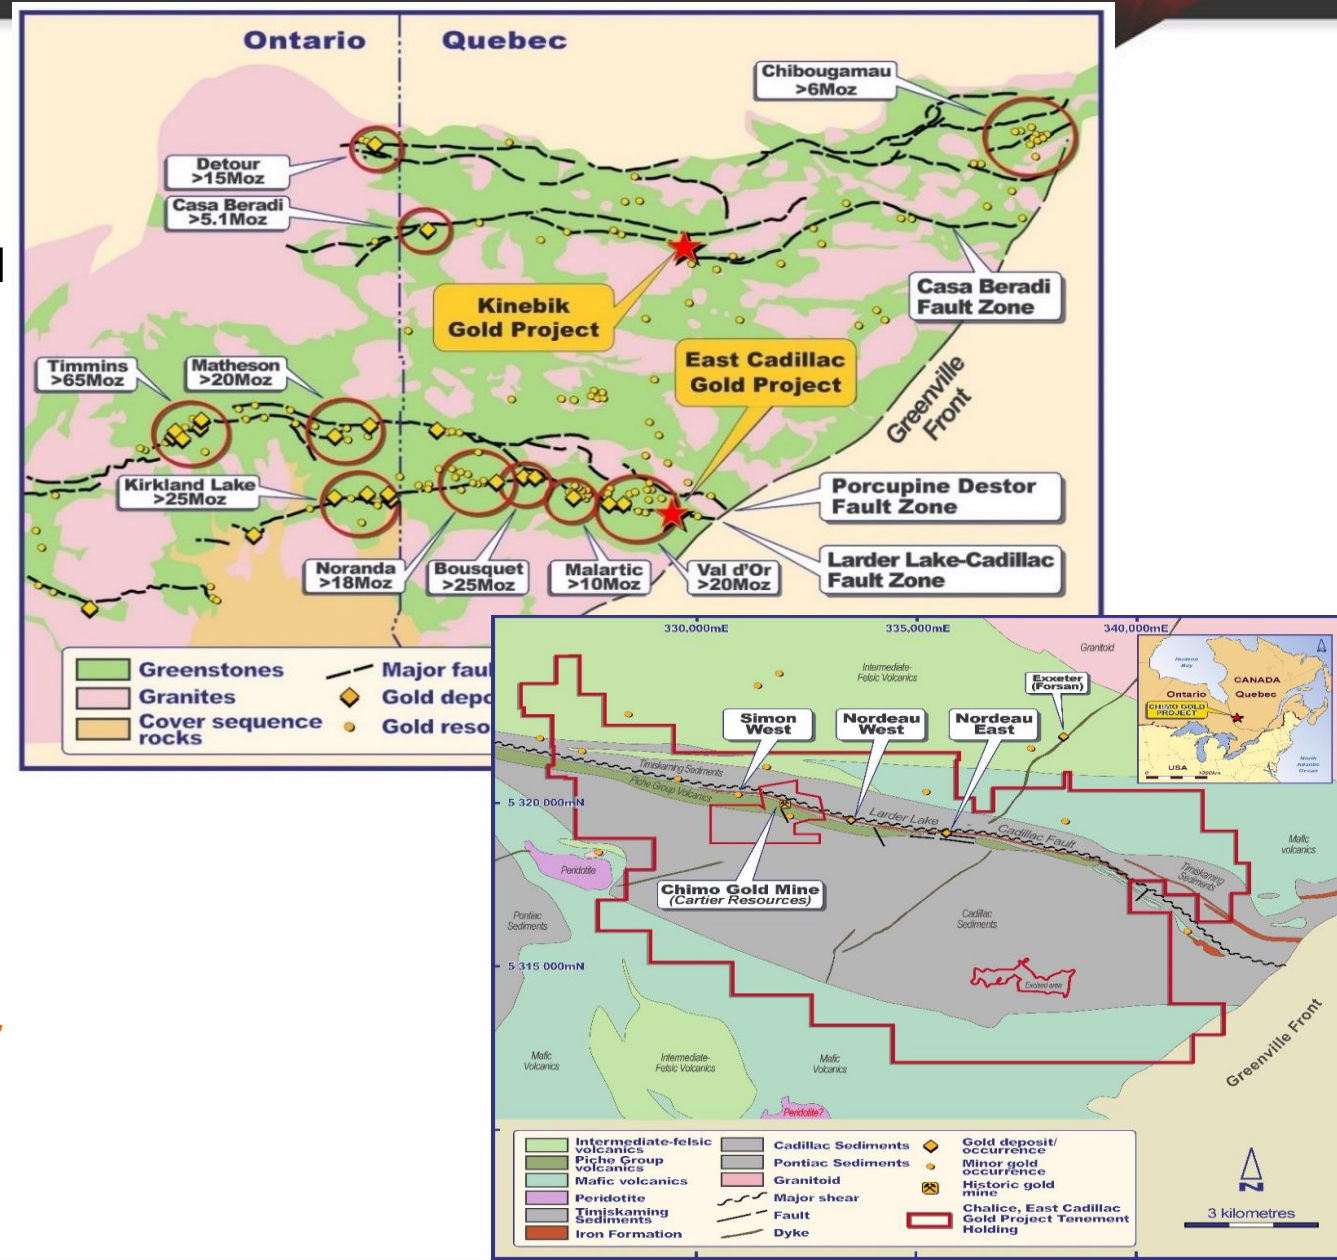 Ontario
Quebec
Chibougamau
>6Moz
Detour
>15Moz
Casa Beradi
>5.1Moz
Casa Beradi
Fault Zone
Kinebik
Gold Project
East Cadillac
Gold Project
Timmins
>65Moz
Matheson
>20Moz
Greenville
Front
Kirkland Lake
>25Moz
Porcupine Destor
Fault Zone
Larder Lake-Cadillac
Fault Zone
Noranda
>18Moz
Bousquet
>25Moz
Malartic
>10Moz
Val d'Or
>20Moz
Greenstones
Granites
Cover sequence
rocks
Major faul
Gold depo
Gold reso
330,000mE
335,000mE
340,000mE
Granitoid
Intermediate-
Felsic Volcanics
Exxeter
(Forsan)
Simon
West
Nordeau
West
Nordeau
East
Hudson
Bay
CANADA
Ontario
Quebec
CHIMO GOLD
PROJECT
USA
North
Atlantic
Ocean
Timiskaming Sediments
Piche Group Volcanics
5 320 000mN
Larder Lake - Cadillac Fault
Mafic
volcanics
Timiskaming
Sediments
Peridotite
Chimo Gold Mine
(Cartier Resources)
Pontiac
Sediments
Cadillac
Sediments
5 315 000mN
Excised area
Mafic
Volcanics
Intermediate-
Felsic Volcanics
Mafic
Volcanics
Peridotite?
Greenville Front
Intermediate-felsic
volcanics
Piche Group
volcanics
Mafic volcanics
Peridotite
Timiskaming
Sediments
Iron Formation
Cadillac Sediments
Pontiac Sediments
Granitoid
Major shear
Fault
Dyke
Gold deposit/
occurrence
Minor gold
occurrence
Historic gold
mine
Chalice, East Cadillac
Gold Project Tenement
Holding
N
3 kilometres